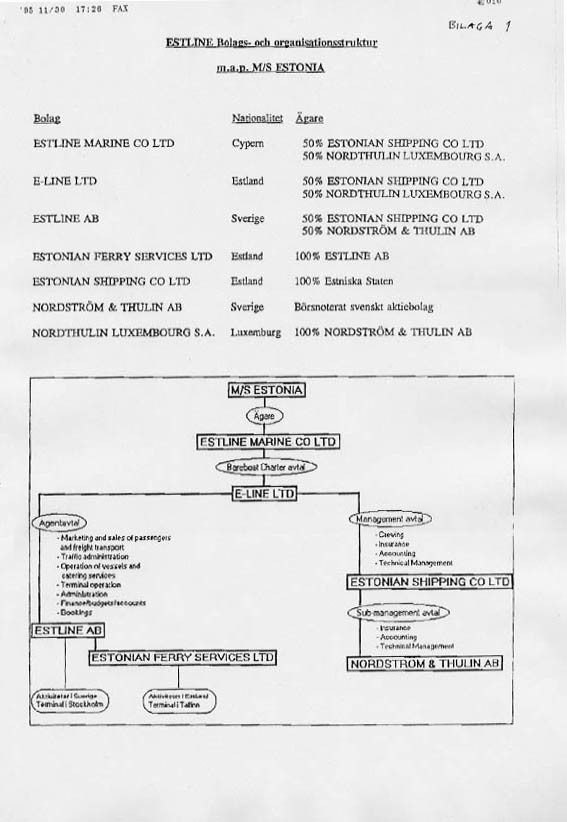 '95 11/30 17:26 FAX
BILAGA 1
ESTLINE Bolags- och organisationsstruktur
m.a.p. M/S ESTONIA
Bolag Nationalitet Ägare
ESTLINE MARINE CO LTD Cypern 50% ESTONIAN SHIPPING CO LTD
50% NORDTHULIN LUXEMBOURG S.A.
E-LINE LTD Estland 50% ESTONIAN SHIPPING CO LTD
50% NORDTHULIN LUXEMBOURG S.A.
ESTLINE AB Sverige 50% ESTONIAN SHIPPING CO LTD
50% NORDSTRÖM & THULIN AB
ESTONIAN FERRY SERVICES LTD Estland 100% ESTLINE AB
ESTONIAN SHIPPING CO LTD Estland 100% Estniska Staten
NORDSTRÖM & THULIN AB Sverige Börsnoterat svenskt aktiebolag
NORDTHULIN LUXEMBOURG S.A. Luxemburg 100% NORDSTRÖM & THULIN AB
M/S ESTONIA
Ägare
ESTLINE MARINE CO LTD
Bareboat Charter avtal
E-LINE LTD
Agentavtal
- Marketing and sales of passengers
and freight transport
- Traffic administration
- Operation of vessels and
catering services
- Terminal operation
- Administration
- Finance/budgets/accounts
- Bookings
ESTLINE AB
ESTONIAN FERRY SERVICES LTD
Aktiviteter i Sverige
Terminal i Stockholm
Aktiviteter i Estland
Terminal i Tallinn
Management avtal
- Crewing
- Insurance
- Accounting
- Technical Management
ESTONIAN SHIPPING CO LTD
Sub-management avtal
- Insurance
- Accounting
- Technical Management
NORDSTROM & THULIN AB